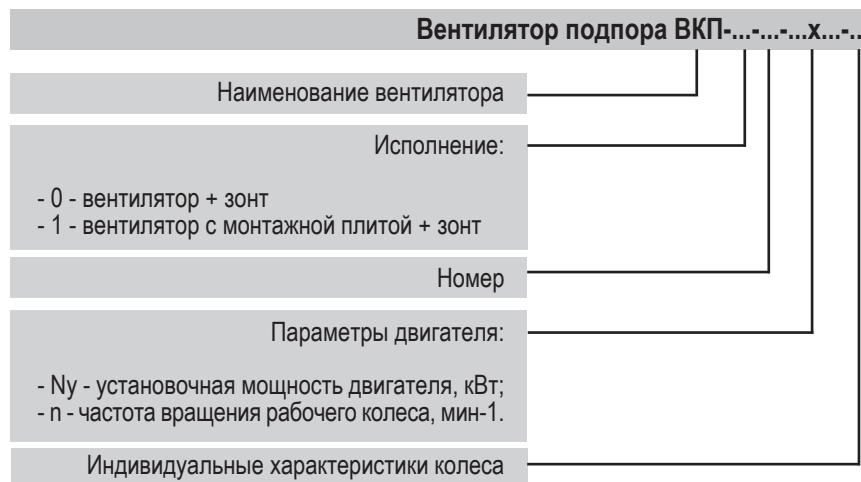 Вентилятор подпора ВКП-...-...-...х...-..
Наименование вентилятора
Исполнение:
- 0 - вентилятор + зонт
- 1 - вентилятор с монтажной плитой + зонт
Номер
Параметры двигателя:
- Ny - установочная мощность двигателя, кВт;
- n - частота вращения рабочего колеса, мин-1.
Индивидуальные характеристики колеса